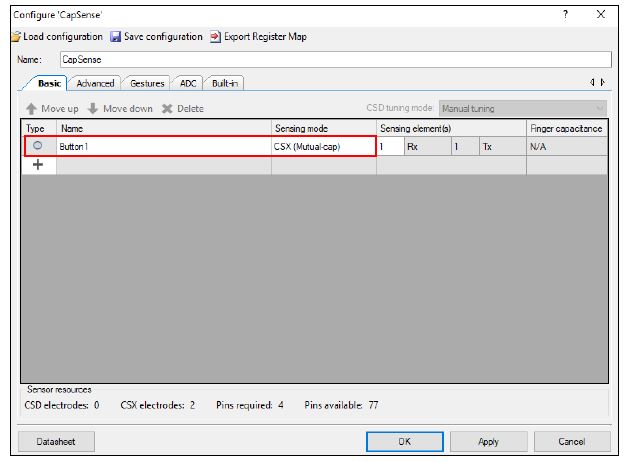 Configure 'CapSense'
? X
Load configuration Save configuration Export Register Map
Name: CapSense
Basic Advanced Gestures ADC Built-in
Move up Move down Delete CSD tuning mode: Manual tuning
Type Name Sensing mode Sensing element(s) Finger capacitance
Button1 CSX (Mutual-cap) 1 Rx 1 Tx N/A
+
Sensor resources
CSD electrodes: 0 CSX electrodes: 2 Pins required: 4 Pins available: 77
Datasheet OK Apply Cancel